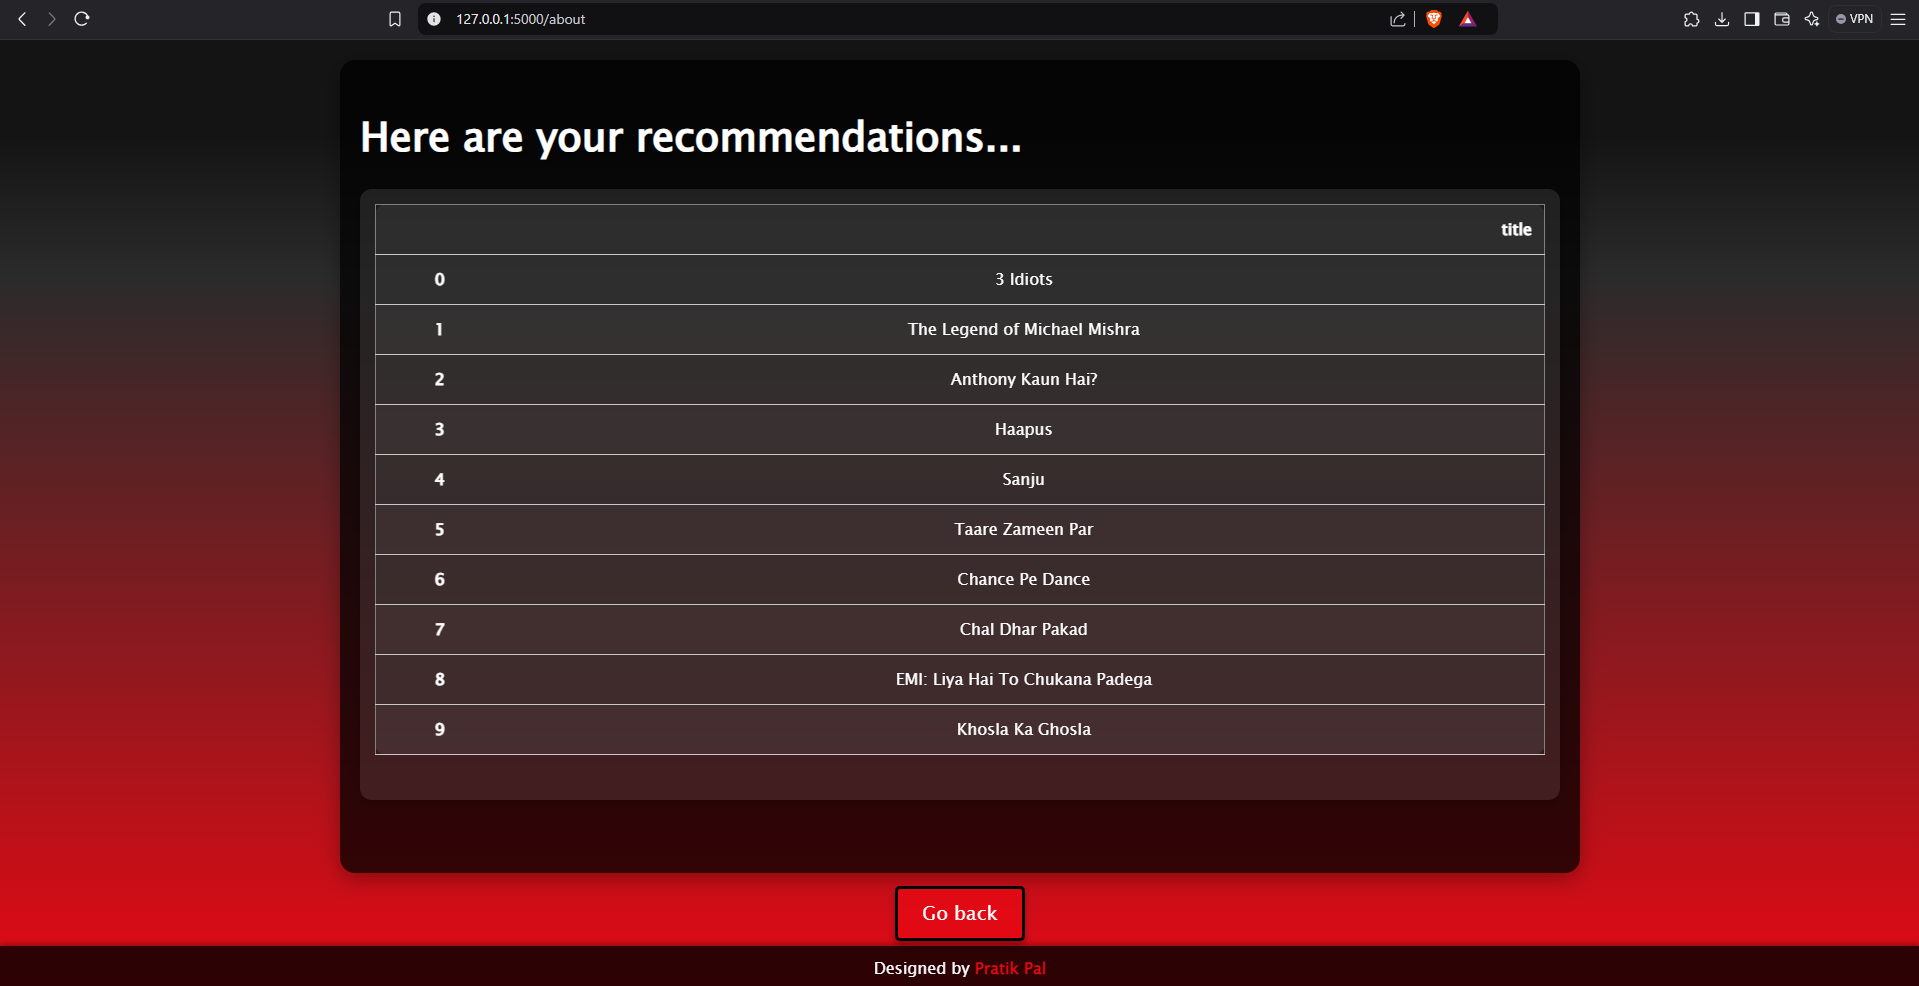 127.0.0.1:5000/about
VPN
Here are your recommendations...
title
0 3 Idiots
1 The Legend of Michael Mishra
2 Anthony Kaun Hai?
3 Haapus
4 Sanju
5 Taare Zameen Par
6 Chance Pe Dance
7 Chal Dhar Pakad
8 EMI: Liya Hai To Chukana Padega
9 Khosla Ka Ghosla
Go back
Designed by Pratik Pal